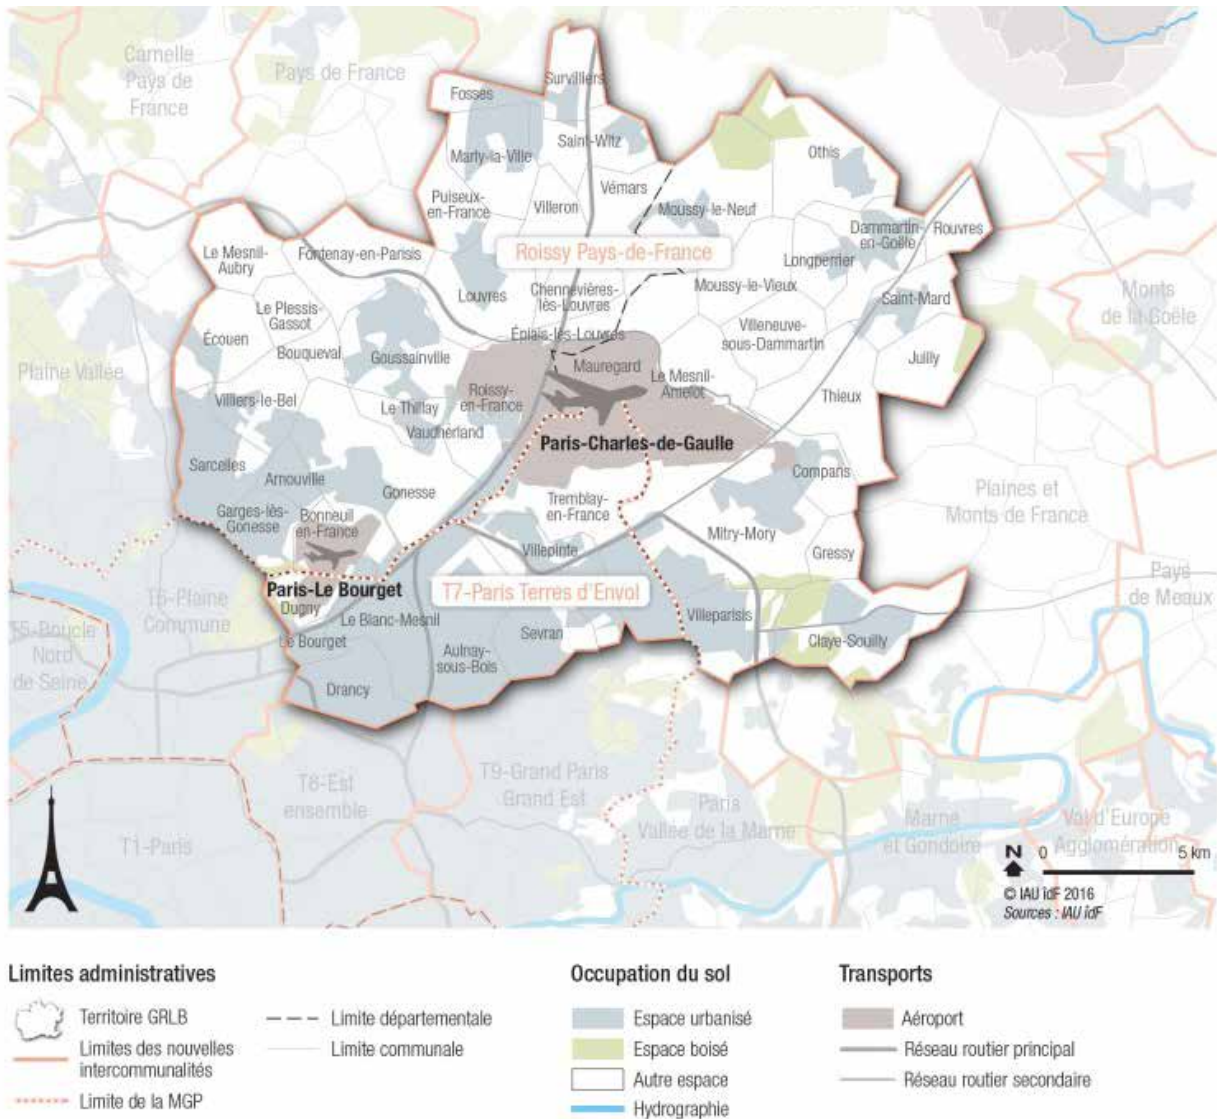 Carnelle
Pays de
France
Pays de France
Survilliers
Fosses
Saint-Witz
Marly-la-Ville
Othis
Vémars
Puiseux-
en-France
Villeron
Moussy-le-Neuf
Dammartin-
en-Goële
Rouvres
Le Mesnil-
Aubry
Fontenay-en-Parisis
Roissy Pays-de-France
Longperrier
Louvres
Chennevières-
lès-Louvres
Moussy-le-Vieux
Saint-Mard
Monts
de la Goële
Le Plessis-
Gassot
Écouen
Bouqueval
Goussainville
Épiais-lès-Louvres
Villeneuve-
sous-Dammartin
Juilly
Plaine Vallée
Mauregard
Roissy-
en-France
Le Mesnil-
Amelot
Thieux
Villiers-le-Bel
Le Thillay
Vaudherland
Paris-Charles-de-Gaulle
Sarcelles
Arnouville
Gonesse
Compans
Garges-lès-
Gonesse
Bonneuil
en-France
Tremblay-
en-France
Plaines et
Monts de France
Villepinte
Mitry-Mory
Gressy
Paris-Le Bourget
T7-Paris Terres d'Envol
Pays
de Meaux
T6-Plaine
Commune
Dugny
Le Blanc-Mesnil
Villeparisis
T5-Boucle
Nord
de Seine
Le Bourget
Sevran
Claye-Souilly
Aulnay-
sous-Bois
Drancy
T8-Est
ensemble
T9-Grand Paris
Grand Est
T1-Paris
Paris
Vallée de la Marne
Marne
et Gondoire
Val d'Europe
Agglomération
N
0 5 km
© IAU îdF 2016
Sources : IAU îdF
Limites administratives
Territoire GRLB
Limites des nouvelles
intercommunalités
Limite de la MGP
Limite départementale
Limite communale
Occupation du sol
Espace urbanisé
Espace boisé
Autre espace
Hydrographie
Transports
Aéroport
Réseau routier principal
Réseau routier secondaire